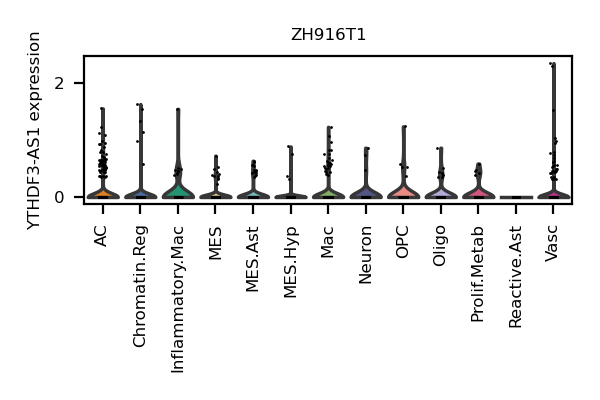 ZH916T1
YTHDF3-AS1 expression
2
0
AC
Chromatin.Reg
Inflammatory.Mac
MES
MES.Ast
MES.Hyp
Mac
Neuron
OPC
Oligo
Prolif.Metab
Reactive.Ast
Vasc